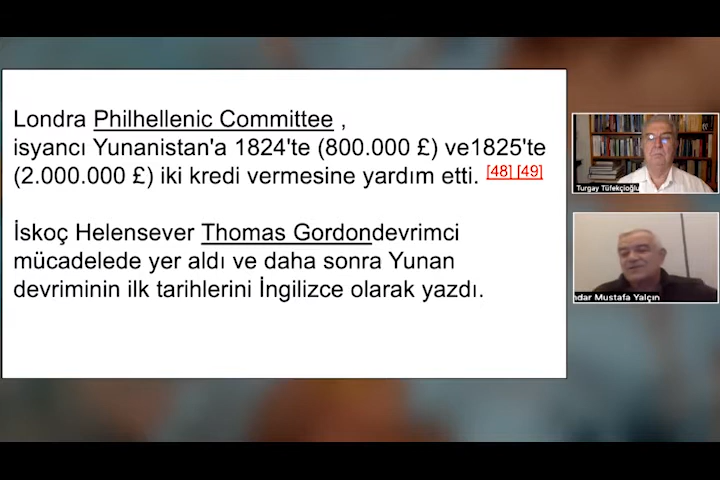 Londra Philhellenic Committee ,
isyancı Yunanistan'a 1824'te (800.000 £) ve1825'te
(2.000.000 £) iki kredi vermesine yardım etti. [48] [49]
İskoç Helensever Thomas Gordondevrimci
mücadelede yer aldı ve daha sonra Yunan
devriminin ilk tarihlerini İngilizce olarak yazdı.
Turgay Tüfekçioğlu
ndar Mustafa Yalçın